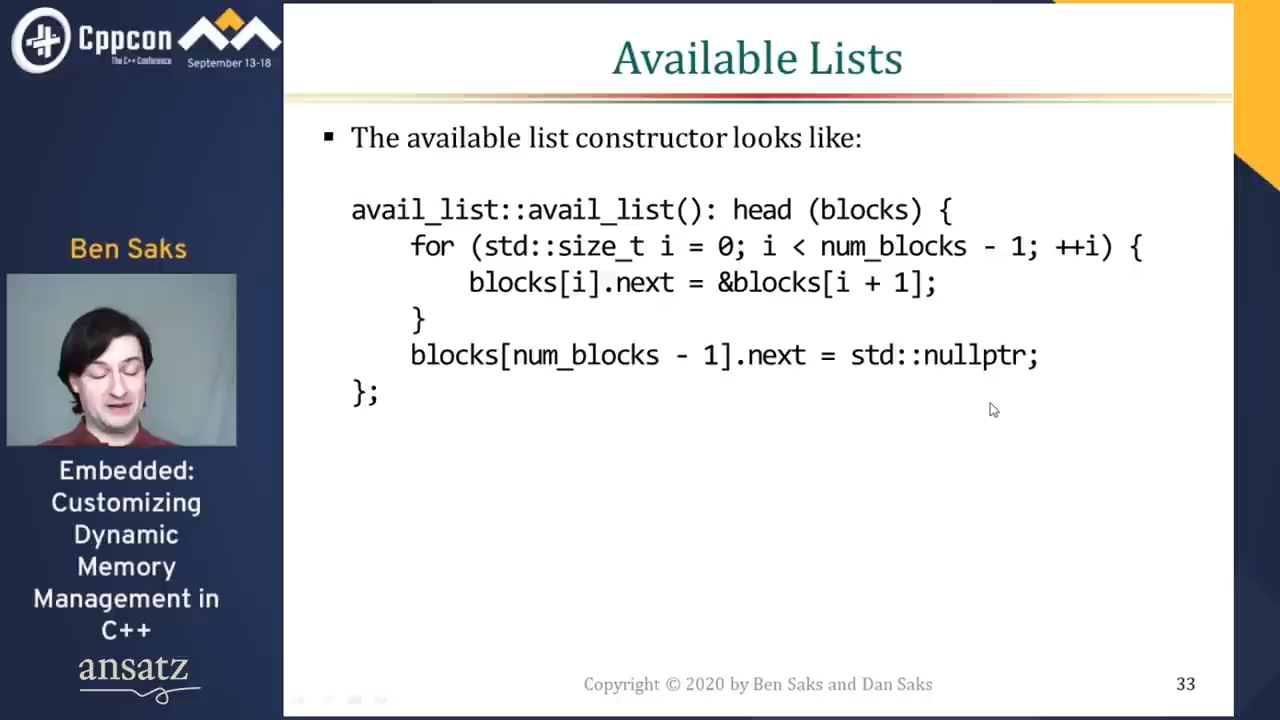 Cppcon
The C++ Conference
September 13-18
Ben Saks
Embedded:
Customizing
Dynamic
Memory
Management in
C++
ansatz
Available Lists
▪ The available list constructor looks like:
avail_list::avail_list(): head (blocks) {
    for (std::size_t i = 0; i < num_blocks - 1; ++i) {
        blocks[i].next = &blocks[i + 1];
    }
    blocks[num_blocks - 1].next = std::nullptr;
};
Copyright © 2020 by Ben Saks and Dan Saks
33